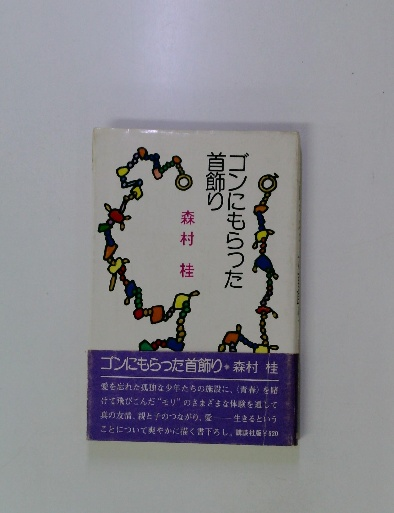 ゴンにもらった
首飾り
森村 桂
ゴンにもらった首飾り●森村 桂
愛を忘れた孤独な少年たちの施設に、〈青春〉を賭
けて飛びこんだ“モリ”のさまざまな体験を通して
真の友情、親と子のつながり、愛——生きるという
ことについて爽やかに描く書下ろし。講談社版￥620